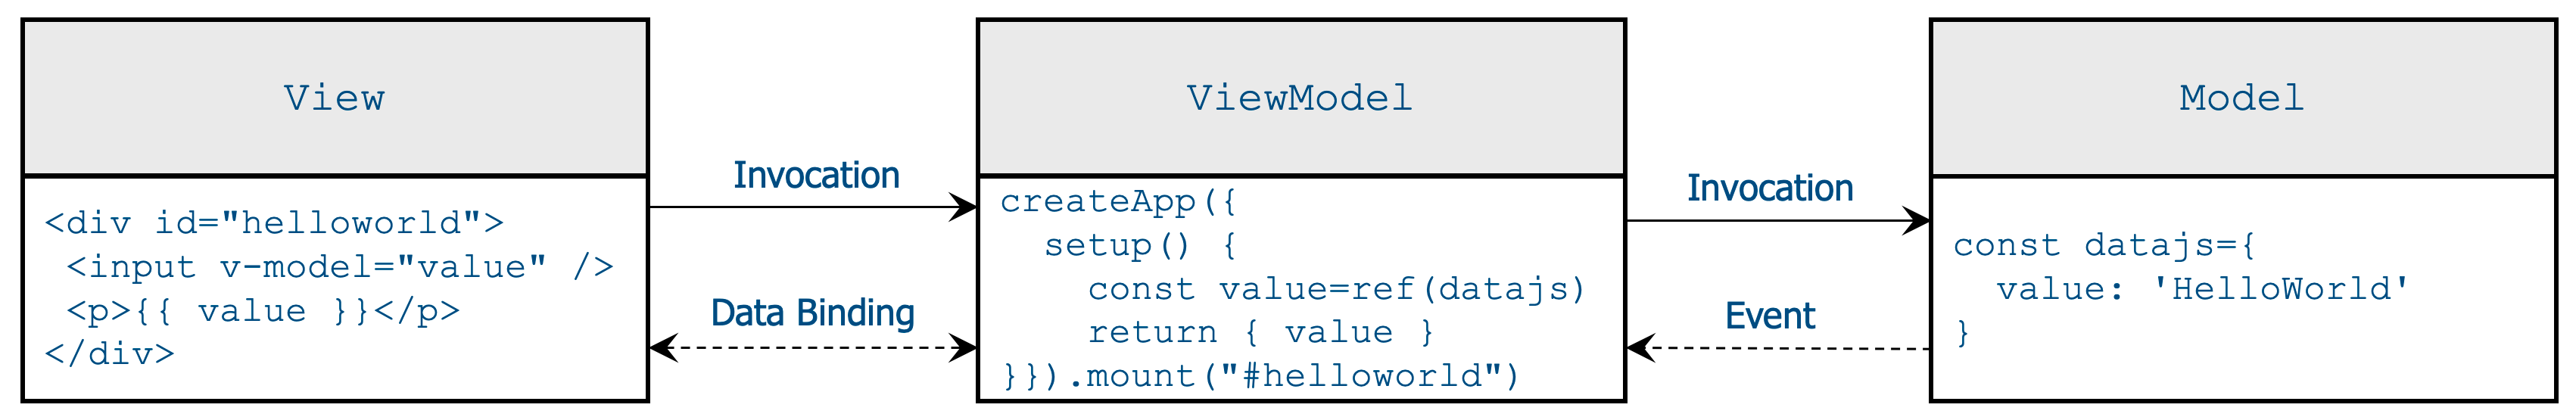 View
<div id="helloworld">
 <input v-model="value" />
 <p>{{ value }}</p>
</div>
Invocation
Data Binding
ViewModel
createApp({
  setup() {
    const value=ref(datajs)
    return { value }
}}).mount("#helloworld")
Invocation
Event
Model
const datajs={
  value: 'HelloWorld'
}